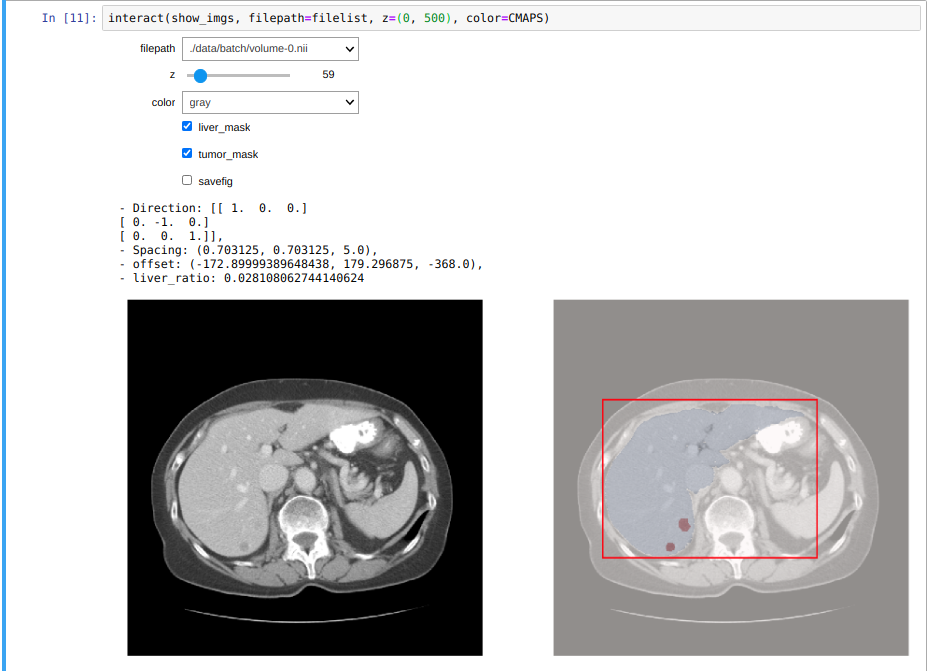 In [11]: interact(show_imgs, filepath=filelist, z=(0, 500), color=CMAPS)
filepath ./data/batch/volume-0.nii
z 59
color gray
liver_mask
tumor_mask
savefig
- Direction: [[ 1.  0.  0.]
[ 0. -1.  0.]
[ 0.  0.  1.]],
- Spacing: (0.703125, 0.703125, 5.0),
- offset: (-172.89999389648438, 179.296875, -368.0),
- liver_ratio: 0.028108062744140624